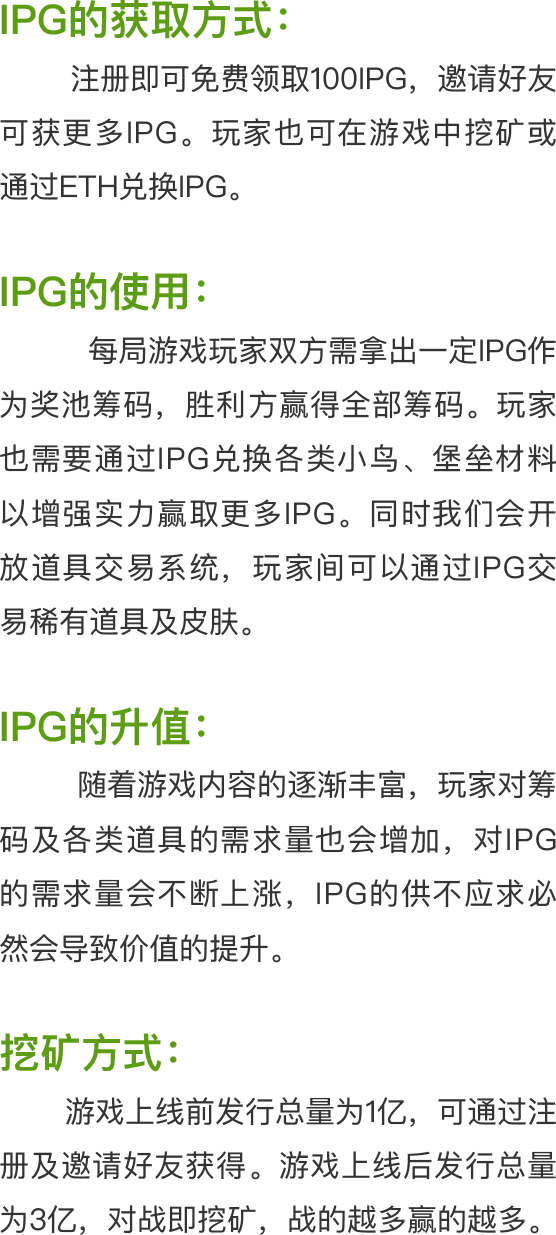 IPG的获取方式：
注册即可免费领取100IPG，邀请好友
可获更多IPG。玩家也可在游戏中挖矿或
通过ETH兑换IPG。
IPG的使用：
每局游戏玩家双方需拿出一定IPG作
为奖池筹码，胜利方赢得全部筹码。玩家
也需要通过IPG兑换各类小鸟、堡垒材料
以增强实力赢取更多IPG。同时我们会开
放道具交易系统，玩家间可以通过IPG交
易稀有道具及皮肤。
IPG的升值：
随着游戏内容的逐渐丰富，玩家对筹
码及各类道具的需求量也会增加，对IPG
的需求量会不断上涨，IPG的供不应求必
然会导致价值的提升。
挖矿方式：
游戏上线前发行总量为1亿，可通过注
册及邀请好友获得。游戏上线后发行总量
为3亿，对战即挖矿，战的越多赢的越多。